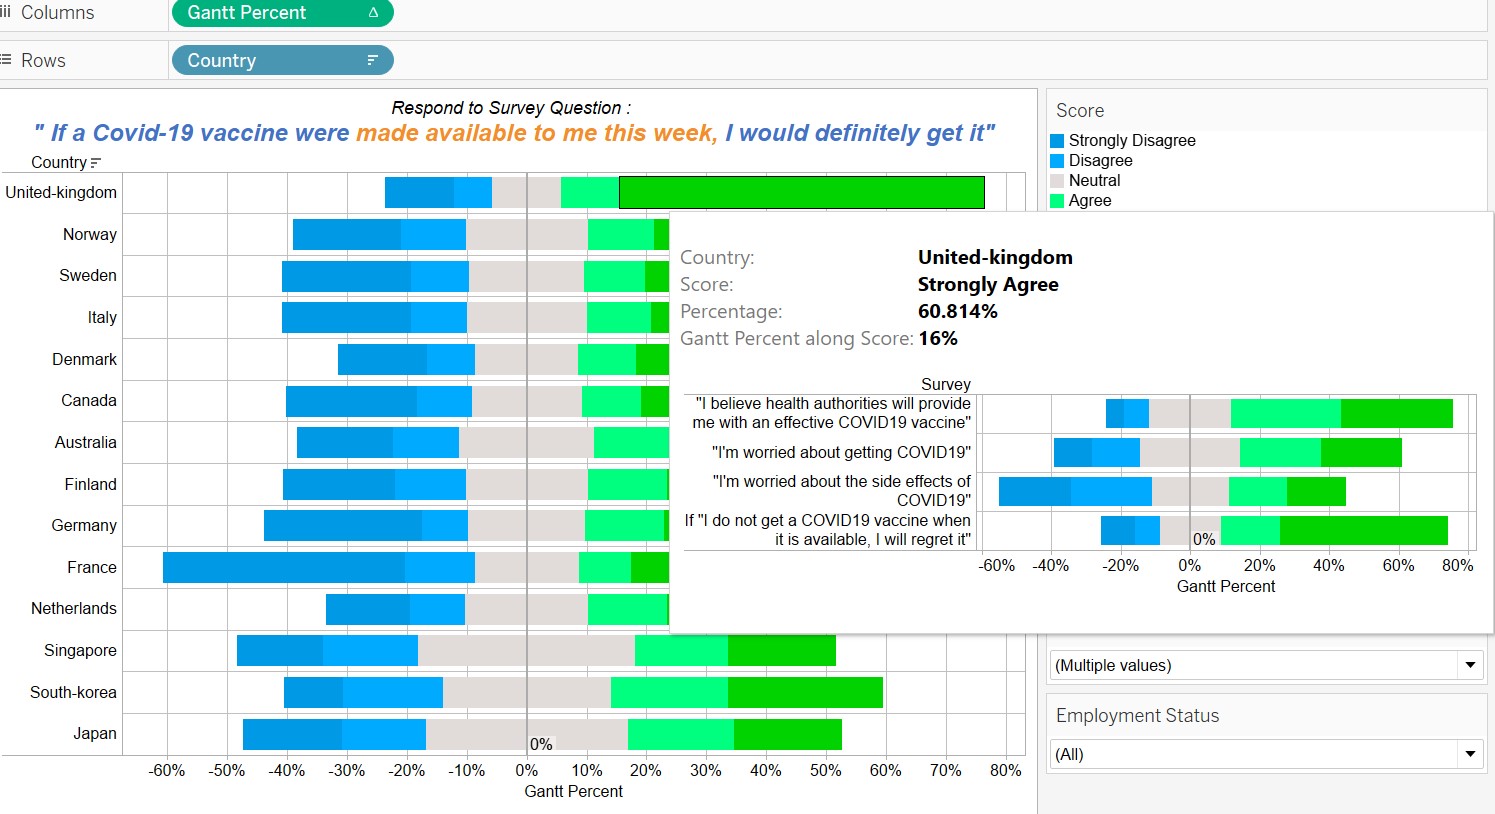 Columns
Gantt Percent Δ
Rows
Country
Respond to Survey Question :
" If a Covid-19 vaccine were made available to me this week, I would definitely get it"
Country
United-kingdom
Norway
Sweden
Italy
Denmark
Canada
Australia
Finland
Germany
France
Netherlands
Singapore
South-korea
Japan
0%
-60% -50% -40% -30% -20% -10% 0% 10% 20% 30% 40% 50% 60% 70% 80%
Gantt Percent
Score
Strongly Disagree
Disagree
Neutral
Agree
Country: United-kingdom
Score: Strongly Agree
Percentage: 60.814%
Gantt Percent along Score: 16%
Survey
"I believe health authorities will provide
me with an effective COVID19 vaccine"
"I'm worried about getting COVID19"
"I'm worried about the side effects of
COVID19"
If "I do not get a COVID19 vaccine when
it is available, I will regret it"
0%
-60% -40% -20% 0% 20% 40% 60% 80%
Gantt Percent
(Multiple values)
Employment Status
(All)